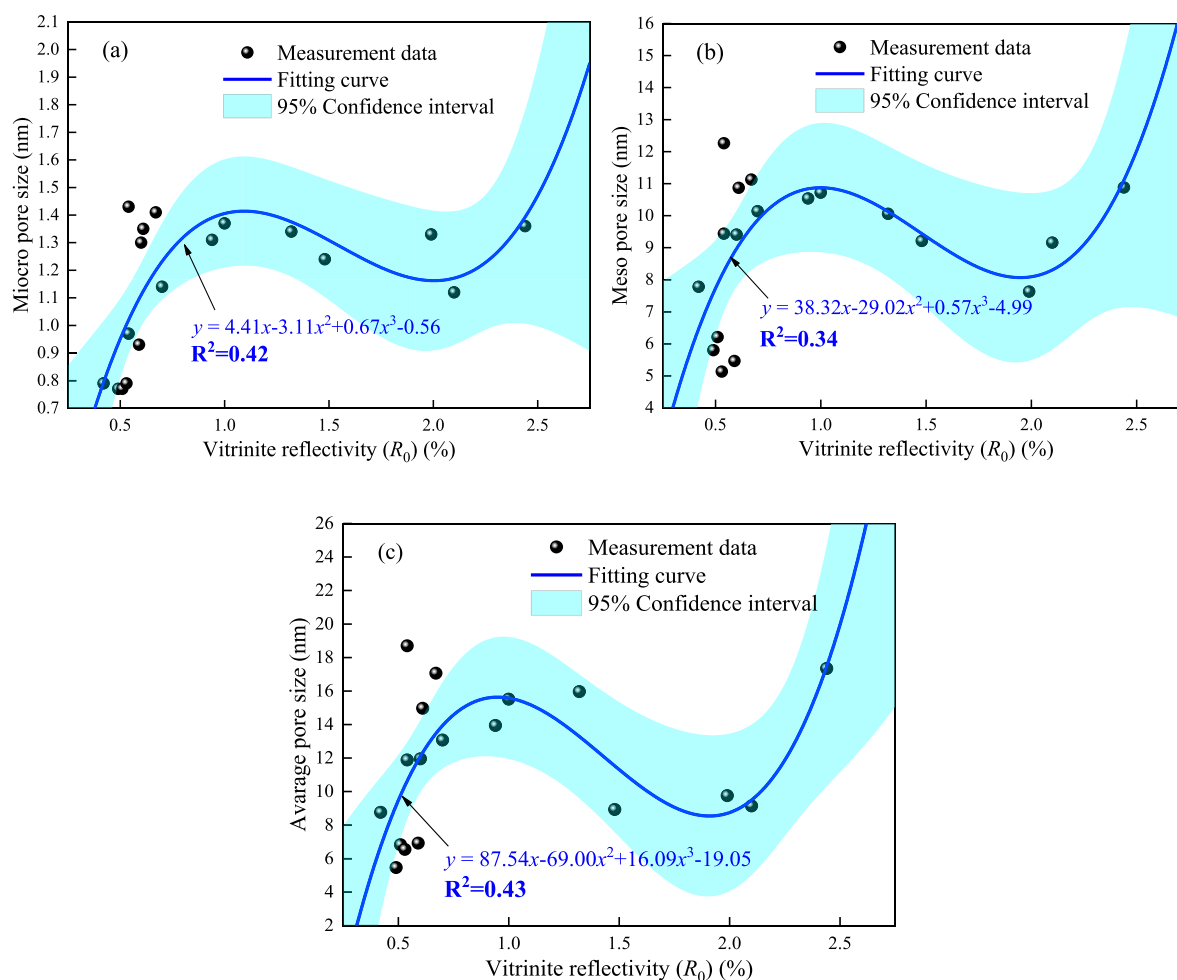 (a)
Measurement data
Fitting curve
95% Confidence interval
2.1
2.0
1.9
1.8
1.7
1.6
1.5
1.4
1.3
1.2
1.1
1.0
0.9
0.8
0.7
Miocro pore size (nm)
y = 4.41x-3.11x²+0.67x³-0.56
R²=0.42
0.5 1.0 1.5 2.0 2.5
Vitrinite reflectivity (R₀) (%)
(b)
Measurement data
Fitting curve
95% Confidence interval
16
15
14
13
12
11
10
9
8
7
6
5
4
Meso pore size (nm)
y = 38.32x-29.02x²+0.57x³-4.99
R²=0.34
0.5 1.0 1.5 2.0 2.5
Vitrinite reflectivity (R₀) (%)
(c)
Measurement data
Fitting curve
95% Confidence interval
26
24
22
20
18
16
14
12
10
8
6
4
2
Avarage pore size (nm)
y = 87.54x-69.00x²+16.09x³-19.05
R²=0.43
0.5 1.0 1.5 2.0 2.5
Vitrinite reflectivity (R₀) (%)